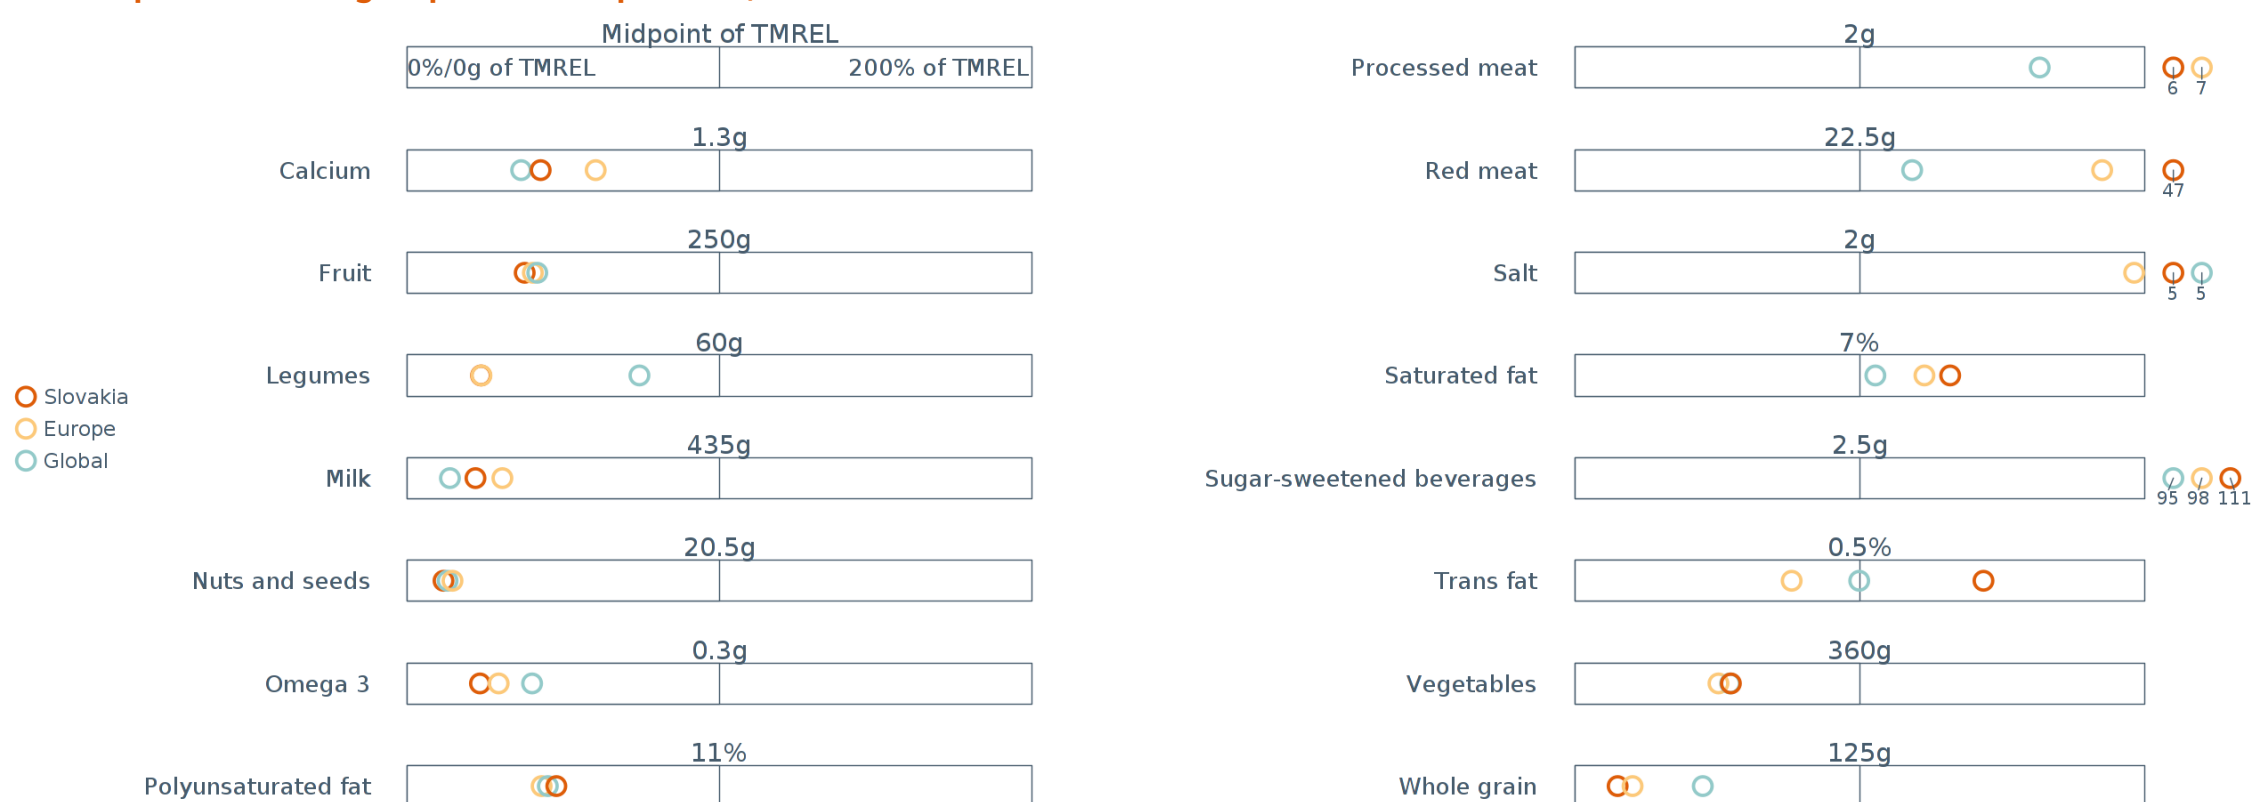 Midpoint of TMREL
0%/0g of TMREL
200% of TMREL
Calcium
1.3g
Fruit
250g
Legumes
60g
Slovakia
Europe
Global
Milk
435g
Nuts and seeds
20.5g
Omega 3
0.3g
Polyunsaturated fat
11%
Processed meat
2g
6 7
Red meat
22.5g
47
Salt
2g
5 5
Saturated fat
7%
Sugar-sweetened beverages
2.5g
95 98 111
Trans fat
0.5%
Vegetables
360g
Whole grain
125g